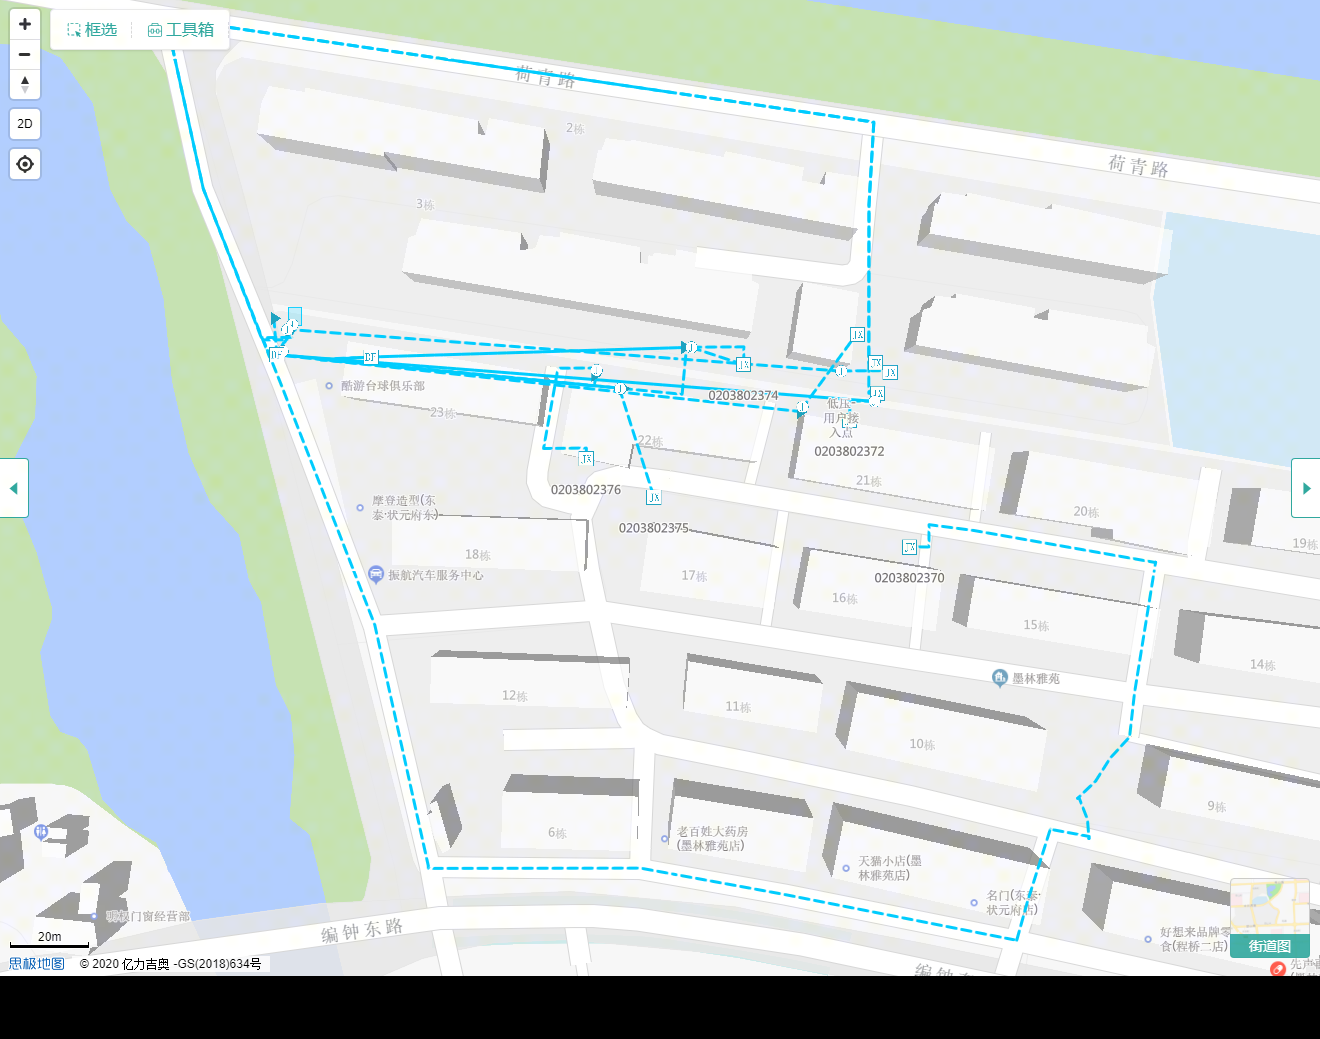 框选
工具箱
2D
荷青路
荷青路
2栋
3栋
DF
J
JX
JX
JX
JX
J
J
J
J
JX
低压
用户接
入点
0203802374
0203802372
酷游台球俱乐部
23栋
22栋
21栋
JX
0203802376
JX
0203802375
摩登造型(东
泰·状元府东)
20栋
19栋
18栋
振航汽车服务中心
17栋
JX
0203802370
16栋
15栋
14栋
墨林雅苑
12栋
11栋
10栋
9栋
6栋
老百姓大药房
(墨林雅苑店)
天猫小店(墨
林雅苑店)
名门(东泰·
状元府店)
门窗经营部
编钟东路
编钟东
好想来品牌零
食(程桥二店)
街道图
20m
思极地图 © 2020 亿力吉奥 -GS(2018)634号